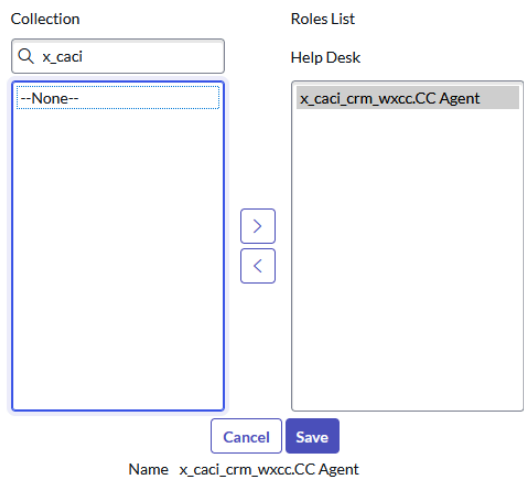 Collection
Roles List
x_caci
Help Desk
--None--
x_caci_crm_wxcc.CC Agent
>
<
Cancel
Save
Name x_caci_crm_wxcc.CC Agent